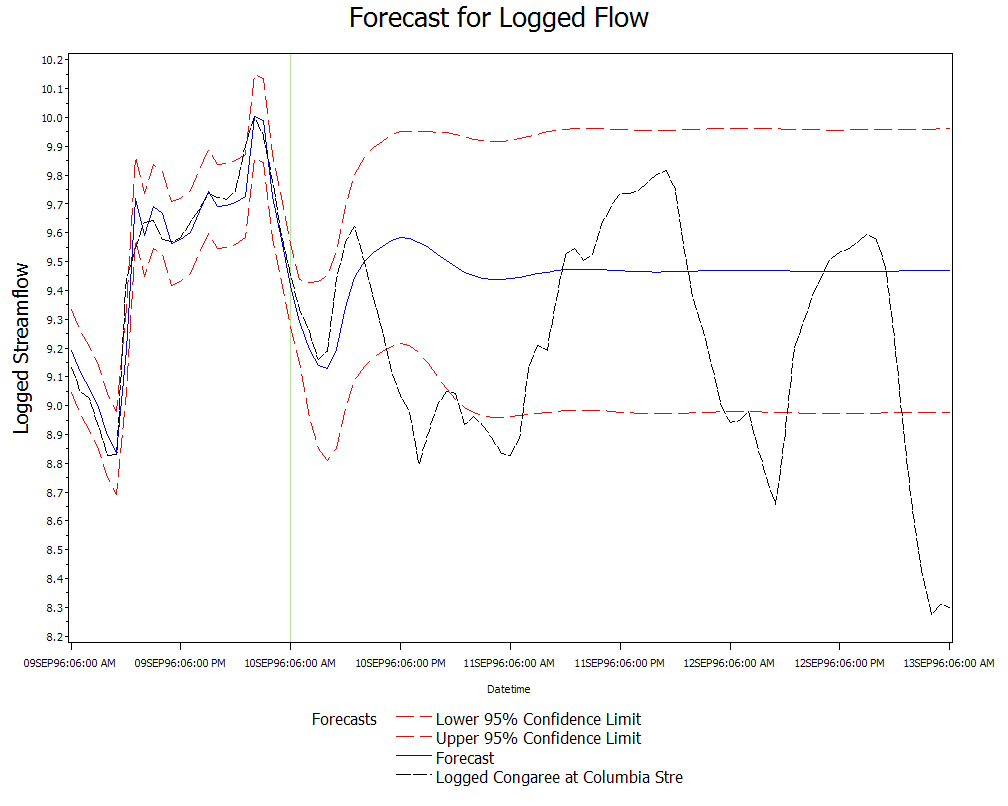 Forecast for Logged Flow
Logged Streamflow
10.2
10.1
10.0
9.9
9.8
9.7
9.6
9.5
9.4
9.3
9.2
9.1
9.0
8.9
8.8
8.7
8.6
8.5
8.4
8.3
8.2
09SEP96:06:00 AM 09SEP96:06:00 PM 10SEP96:06:00 AM 10SEP96:06:00 PM 11SEP96:06:00 AM 11SEP96:06:00 PM 12SEP96:06:00 AM 12SEP96:06:00 PM 13SEP96:06:00 AM
Datetime
Forecasts Lower 95% Confidence Limit
Upper 95% Confidence Limit
Forecast
Logged Congaree at Columbia Stre